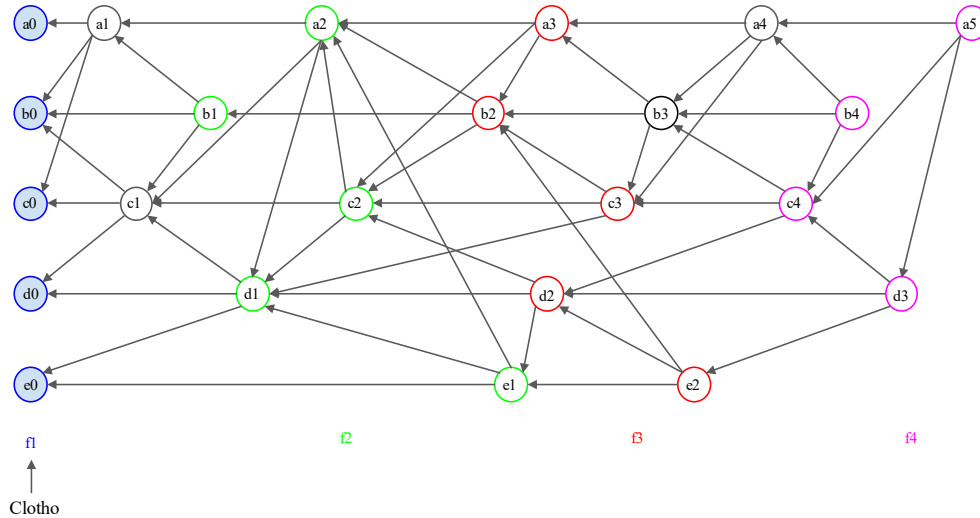 a0 a1 a2 a3 a4 a5
b0 b1 b2 b3 b4
c0 c1 c2 c3 c4
d0 d1 d2 d3
e0 e1 e2
f1 f2 f3 f4
Clotho